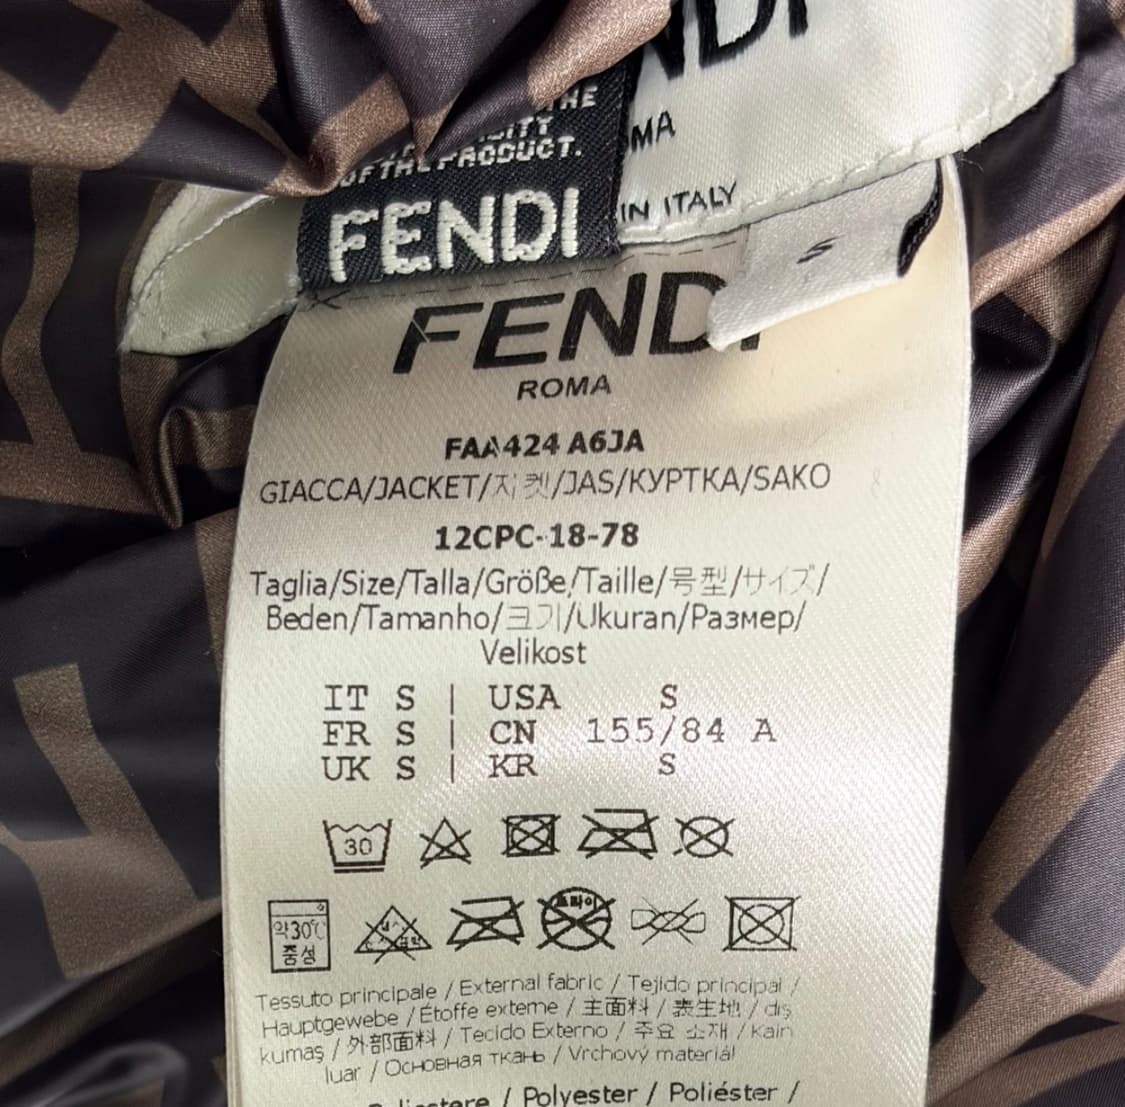 THE
OF THE PRODUCT.
FENDI
IN ITALY
S
FENDI
ROMA
FAA424 A6JA
GIACCA/JACKET/자켓/JAS/КУРТКА/SAKO
12CPC-18-78
Taglia/Size/Talla/Größe/Taille/号型/サイズ/
Beden/Tamanho/크기/Ukuran/Размер/
Velikost
IT S | USA S
FR S | CN 155/84 A
UK S | KR S
30
약30℃
중성
드라이
Tessuto principale / External fabric / Tejido principal /
Hauptgewebe / Étoffe externe / 主面料 / 表生地 / dış
kumaş / 外部面料 / Tecido Externo / 주요 소재 / Kain
luar / Основная ткань / Vrchový materiál
Poliestere / Polyester / Poliéster /